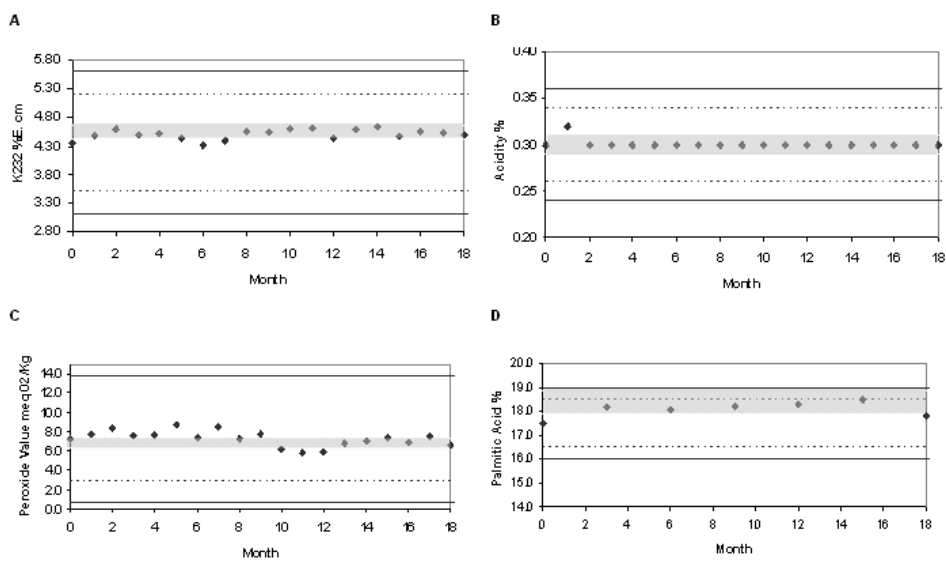 A
K232 %E. cm
5.80
5.30
4.80
4.30
3.80
3.30
2.80
0 2 4 6 8 10 12 14 16 18
Month
B
Acidity %
0.40
0.35
0.30
0.25
0.20
0 2 4 6 8 10 12 14 16 18
Month
C
Peroxide Value meqO2/Kg
14.0
12.0
10.0
8.0
6.0
4.0
2.0
0.0
0 2 4 6 8 10 12 14 16 18
Month
D
Palmitic Acid %
20.0
19.0
18.0
17.0
16.0
15.0
14.0
0 2 4 6 8 10 12 14 16 18
Month